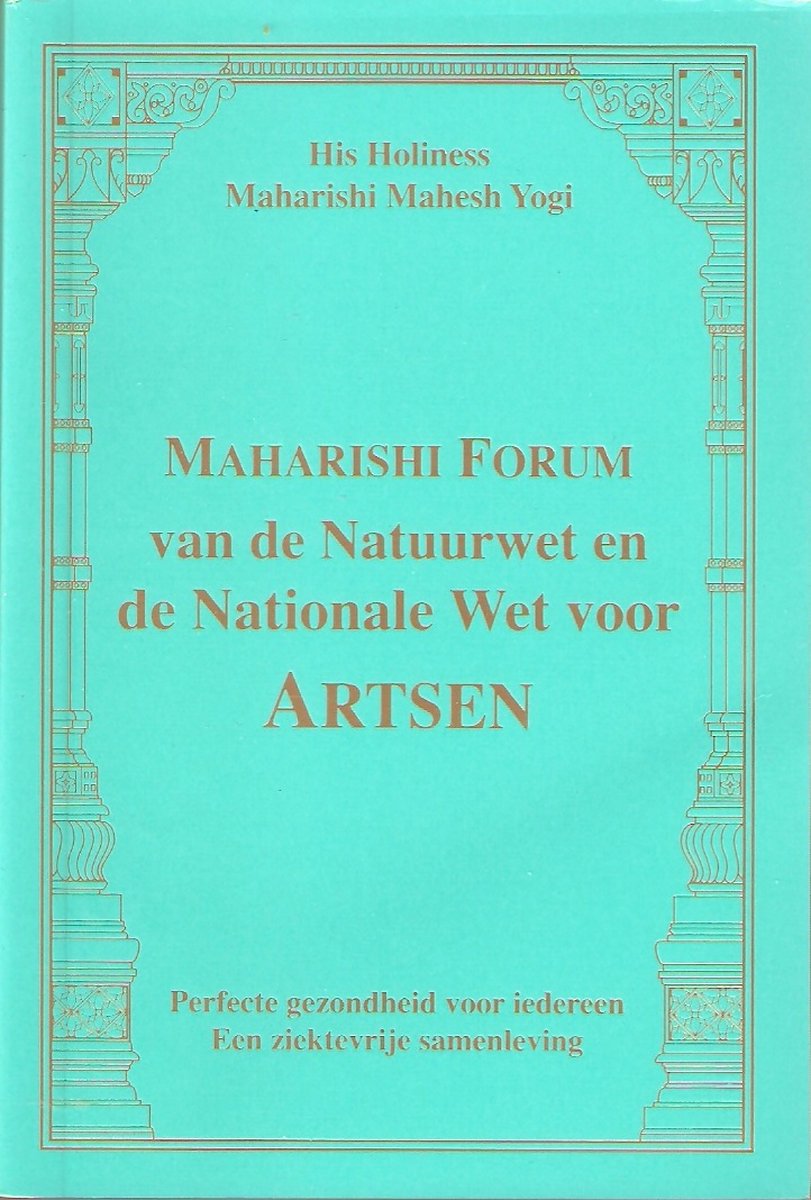 His Holiness
Maharishi Mahesh Yogi
MAHARISHI FORUM
van de Natuurwet en
de Nationale Wet voor
ARTSEN
Perfecte gezondheid voor iedereen
Een ziektevrije samenleving